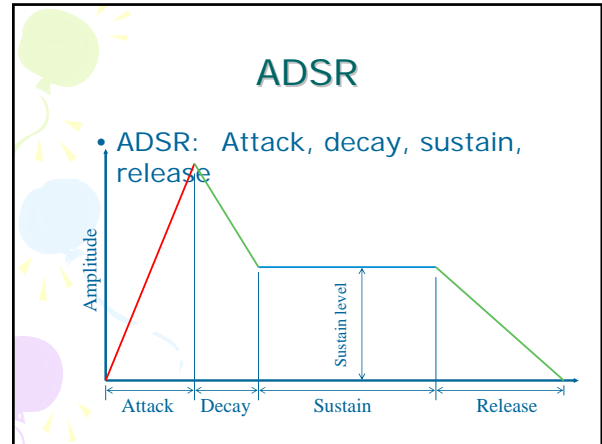 ADSR
• ADSR: Attack, decay, sustain,
release
Amplitude
Sustain level
Attack Decay Sustain Release